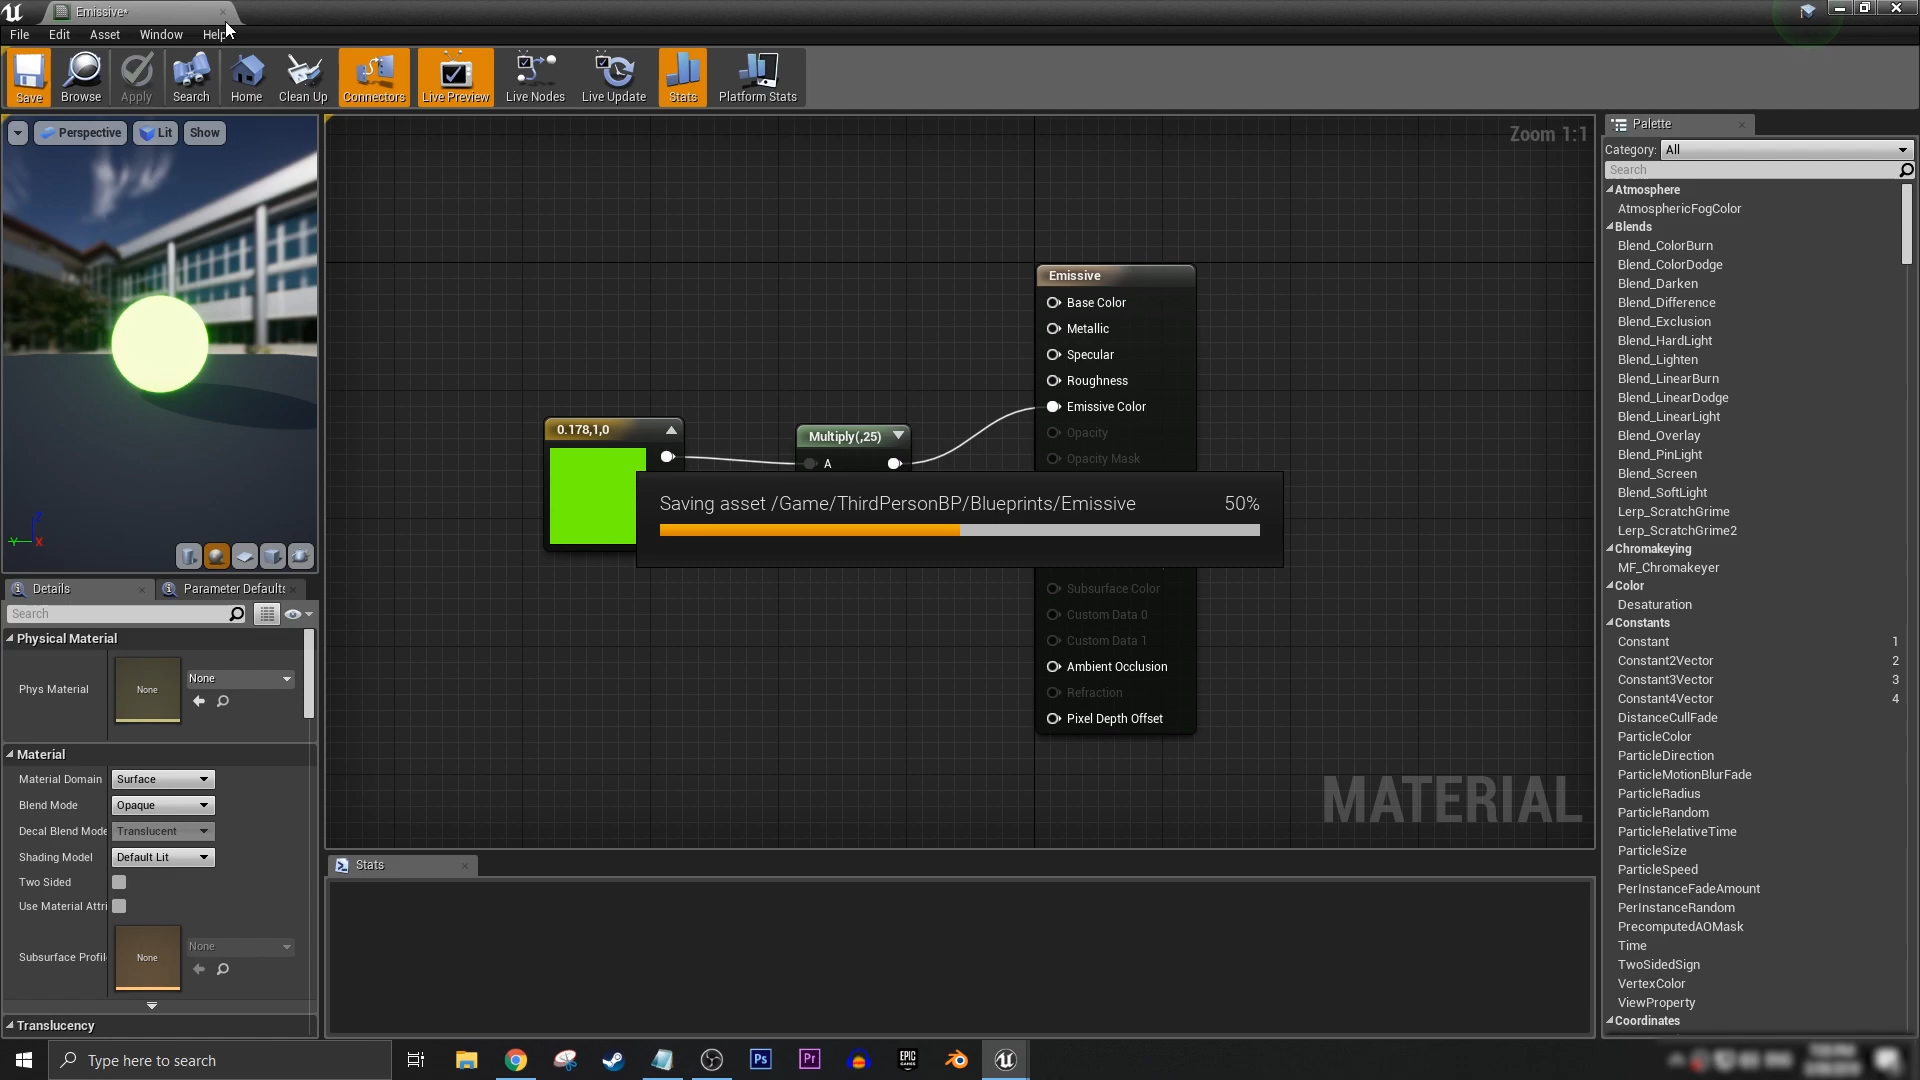 Emissive*
File Edit Asset Window Help
Save Browse Apply Search Home Clean Up Connectors Live Preview Live Nodes Live Update Stats Platform Stats
Perspective Lit Show
Zoom 1:1
Emissive
Base Color
Metallic
Specular
Roughness
Emissive Color
Opacity
Opacity Mask
0.178,1,0
Multiply(,25)
A
Saving asset /Game/ThirdPersonBP/Blueprints/Emissive 50%
Subsurface Color
Custom Data 0
Custom Data 1
Ambient Occlusion
Refraction
Pixel Depth Offset
MATERIAL
Z
Y
X
Details Parameter Defaults
Search
Physical Material
Phys Material None None
Material
Material Domain Surface
Blend Mode Opaque
Decal Blend Mode Translucent
Shading Model Default Lit
Two Sided
Use Material Attri
Subsurface Profil None None
Translucency
Stats
Palette
Category: All
Search
Atmosphere
AtmosphericFogColor
Blends
Blend_ColorBurn
Blend_ColorDodge
Blend_Darken
Blend_Difference
Blend_Exclusion
Blend_HardLight
Blend_Lighten
Blend_LinearBurn
Blend_LinearDodge
Blend_LinearLight
Blend_Overlay
Blend_PinLight
Blend_Screen
Blend_SoftLight
Lerp_ScratchGrime
Lerp_ScratchGrime2
Chromakeying
MF_Chromakeyer
Color
Desaturation
Constants
Constant 1
Constant2Vector 2
Constant3Vector 3
Constant4Vector 4
DistanceCullFade
ParticleColor
ParticleDirection
ParticleMotionBlurFade
ParticleRadius
ParticleRandom
ParticleRelativeTime
ParticleSize
ParticleSpeed
PerInstanceFadeAmount
PerInstanceRandom
PrecomputedAOMask
Time
TwoSidedSign
VertexColor
ViewProperty
Coordinates
Type here to search
Ps
Pr
EPIC
GAMES